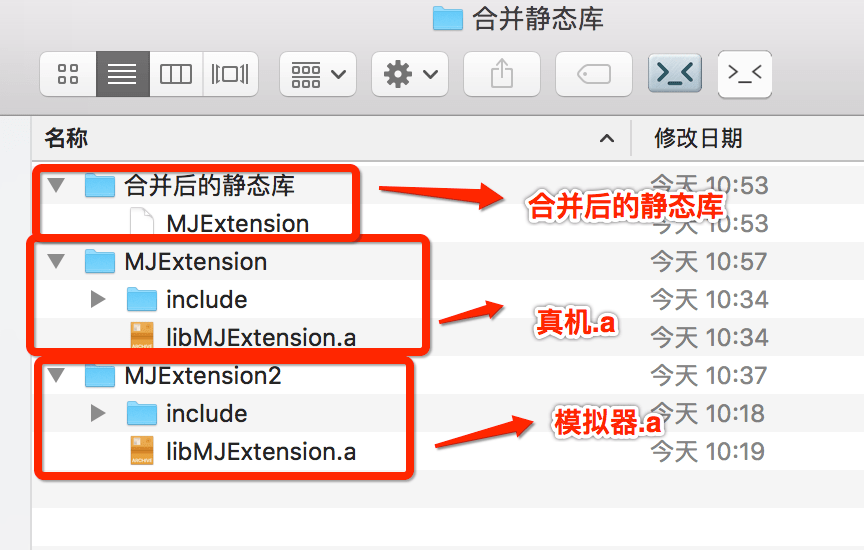 合并静态库
名称
修改日期
合并后的静态库
今天 10:53
合并后的静态库
MJExtension
今天 10:53
MJExtension
今天 10:57
include
今天 10:34
真机.a
libMJExtension.a
今天 10:34
MJExtension2
今天 10:37
include
今天 10:18
模拟器.a
libMJExtension.a
今天 10:19